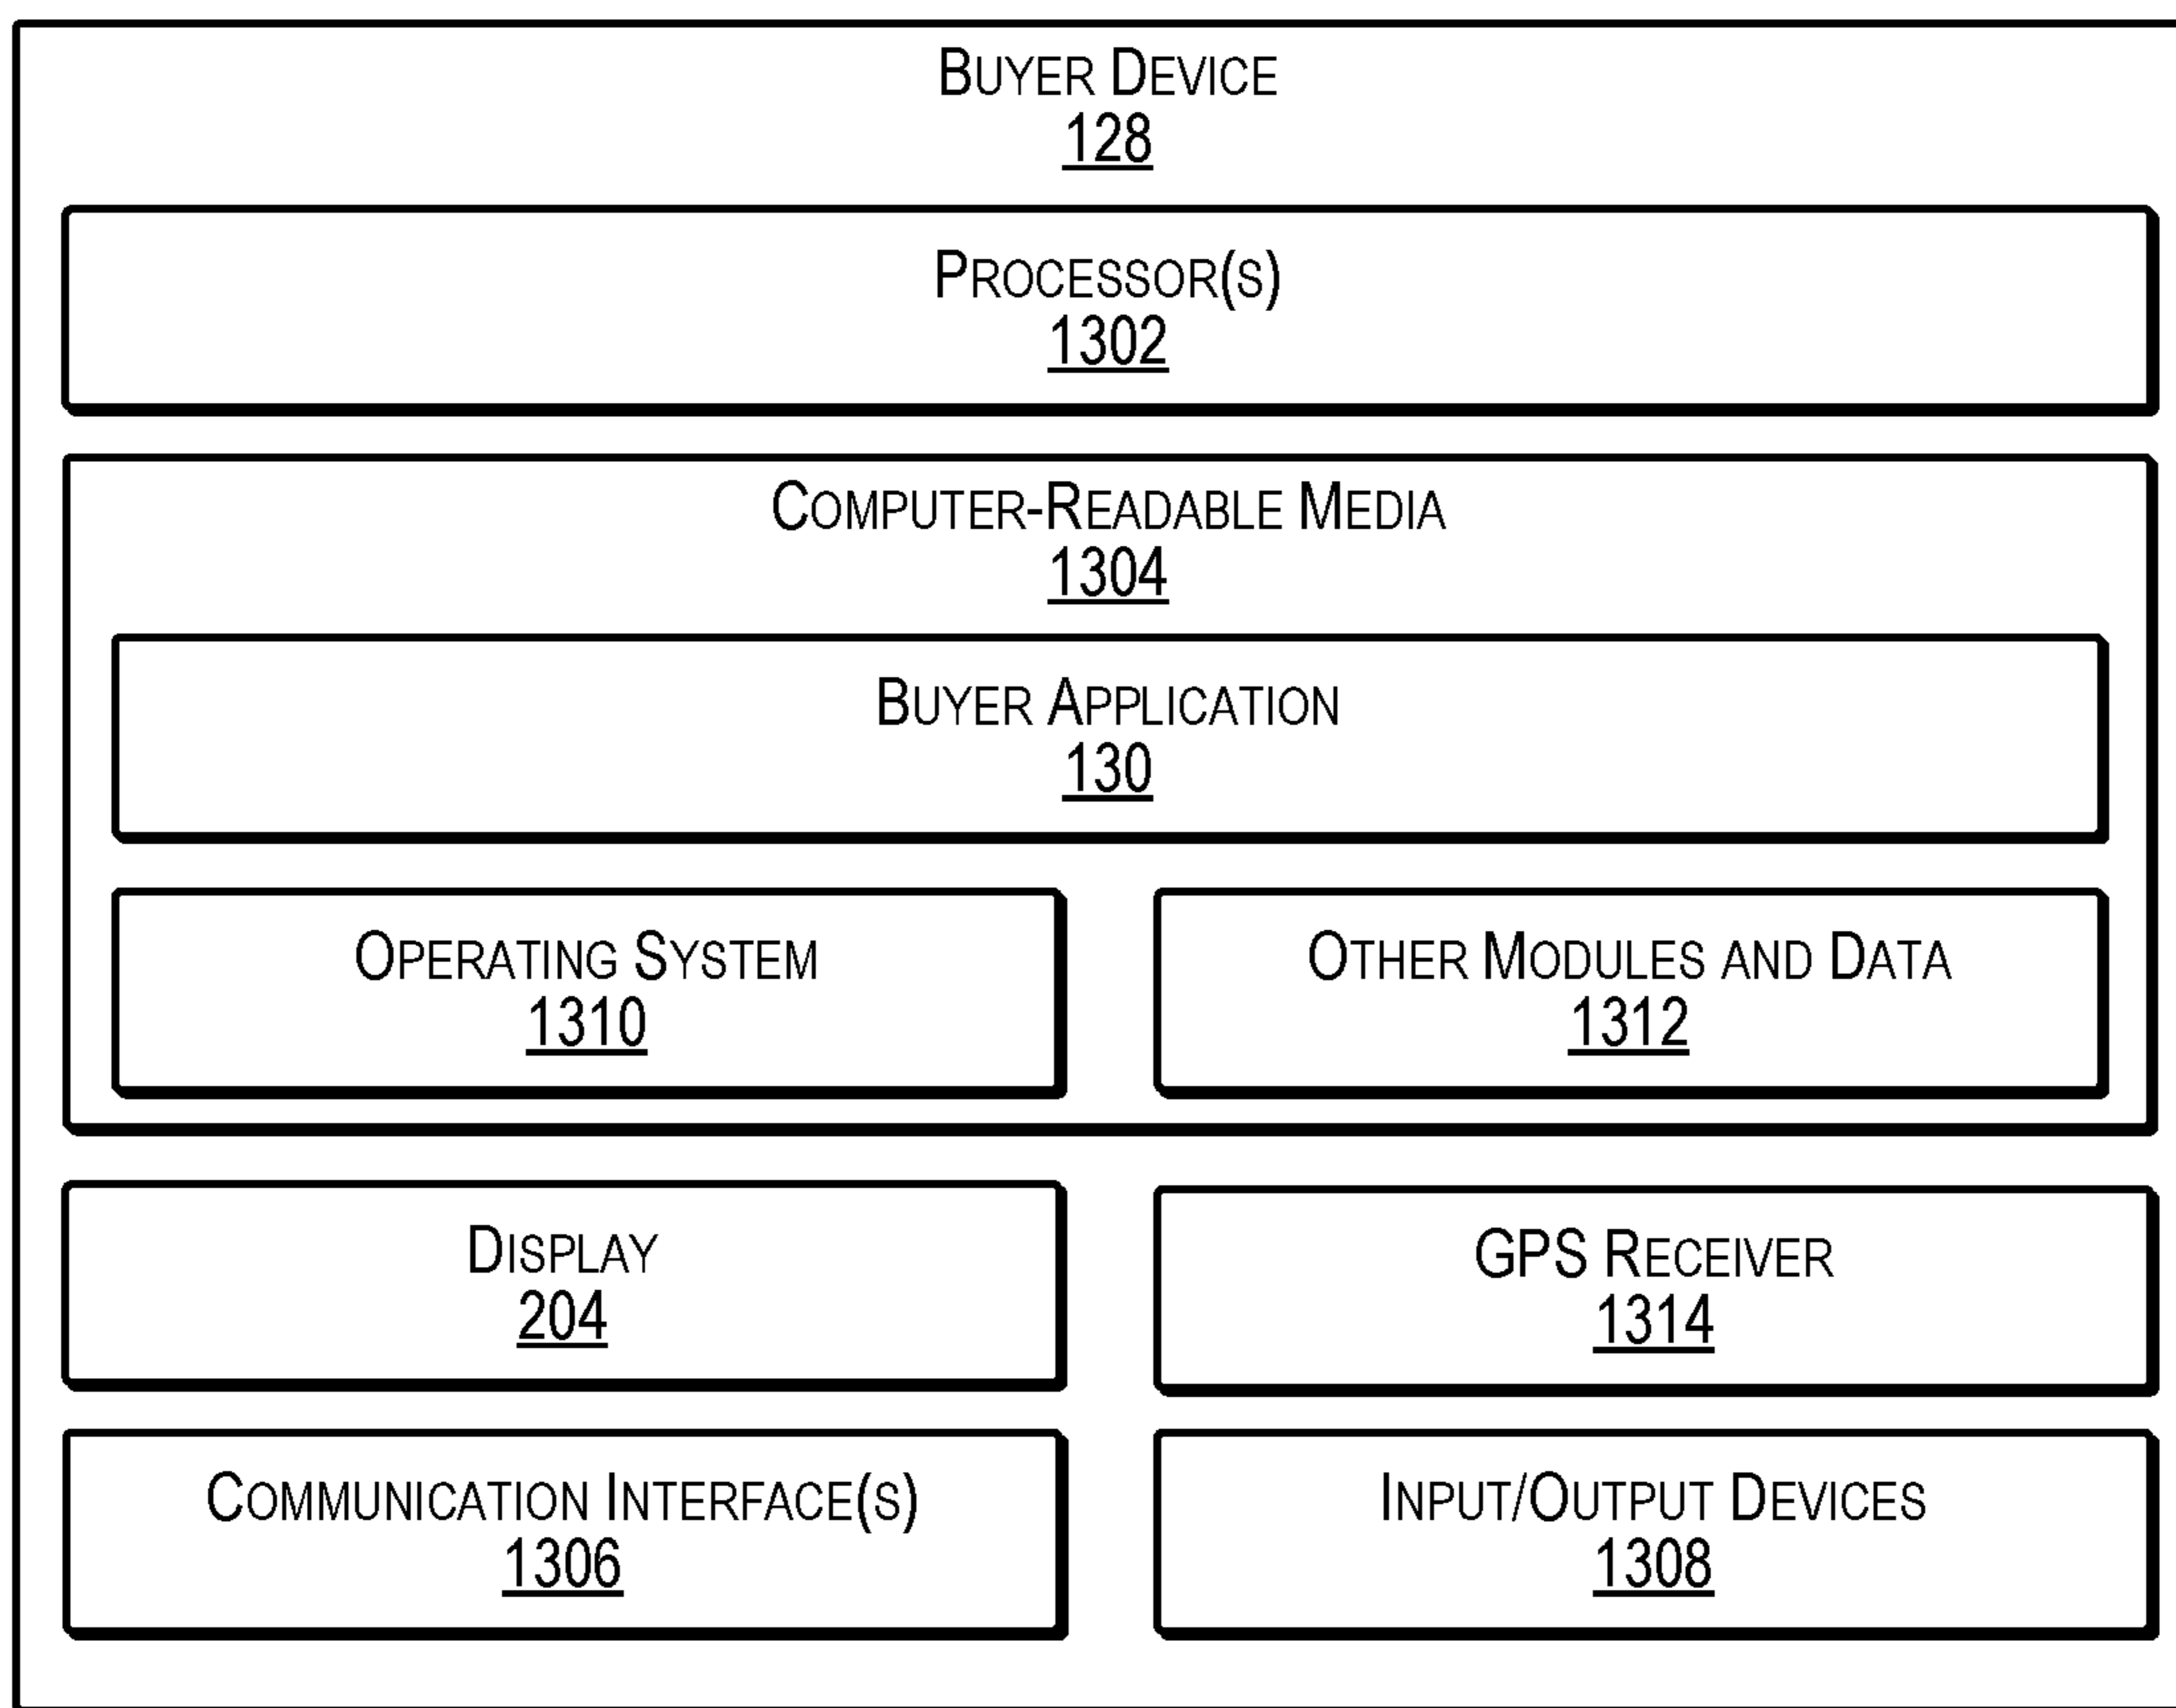 BUYER DEVICE
128
PROCESSOR(S)
1302
COMPUTER-READABLE MEDIA
1304
BUYER APPLICATION
130
OPERATING SYSTEM
1310
OTHER MODULES AND DATA
1312
DISPLAY
204
GPS RECEIVER
1314
COMMUNICATION INTERFACE(S)
1306
INPUT/OUTPUT DEVICES
1308